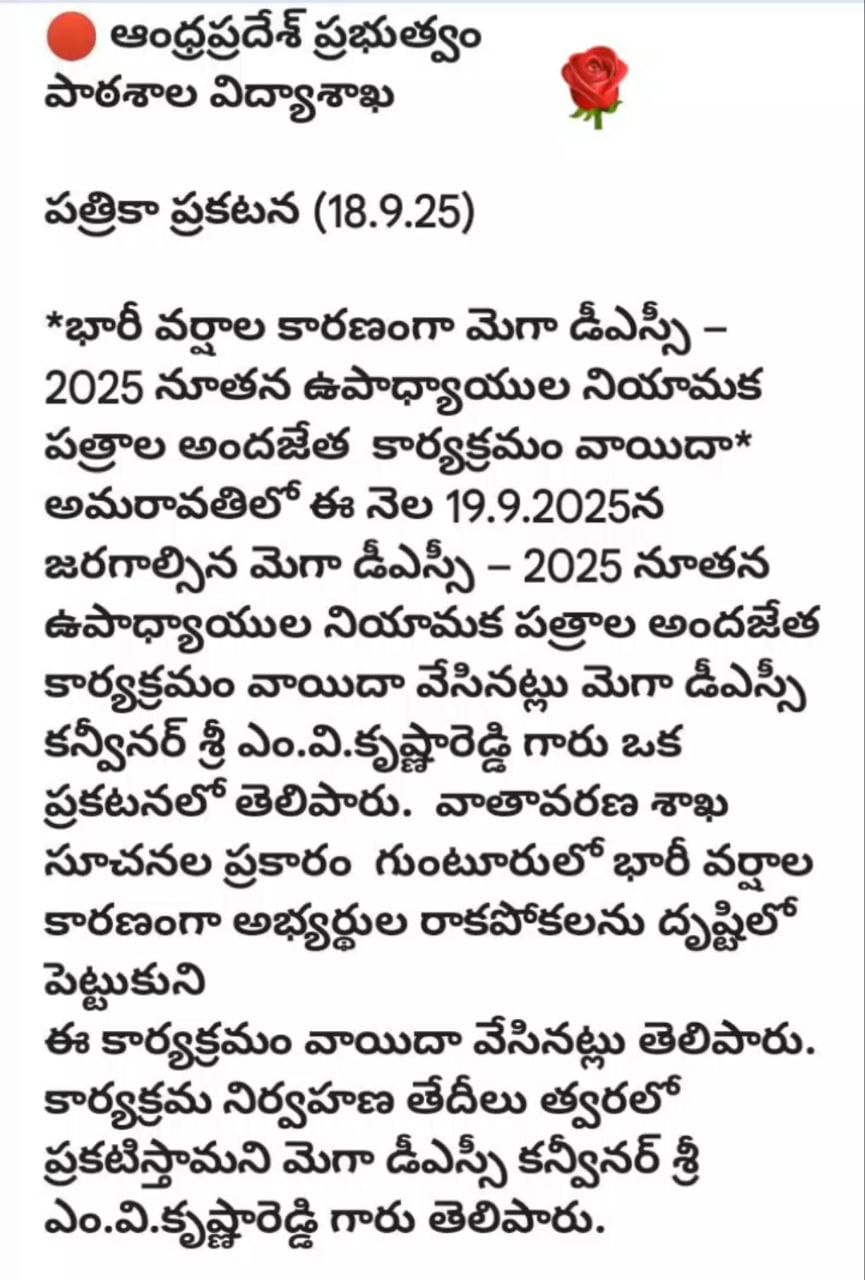 🔴 ఆంధ్రప్రదేశ్ ప్రభుత్వం
పాఠశాల విద్యాశాఖ
పత్రికా ప్రకటన (18.9.25)
*భారీ వర్షాల కారణంగా మెగా డీఎస్సీ –
2025 నూతన ఉపాధ్యాయుల నియామక
పత్రాల అందజేత కార్యక్రమం వాయిదా*
అమరావతిలో ఈ నెల 19.9.2025న
జరగాల్సిన మెగా డీఎస్సీ – 2025 నూతన
ఉపాధ్యాయుల నియామక పత్రాల అందజేత
కార్యక్రమం వాయిదా వేసినట్లు మెగా డీఎస్సీ
కన్వీనర్ శ్రీ ఎం.వి.కృష్ణారెడ్డి గారు ఒక
ప్రకటనలో తెలిపారు. వాతావరణ శాఖ
సూచనల ప్రకారం గుంటూరులో భారీ వర్షాల
కారణంగా అభ్యర్థుల రాకపోకలను దృష్టిలో
పెట్టుకుని
ఈ కార్యక్రమం వాయిదా వేసినట్లు తెలిపారు.
కార్యక్రమ నిర్వహణ తేదీలు త్వరలో
ప్రకటిస్తామని మెగా డీఎస్సీ కన్వీనర్ శ్రీ
ఎం.వి.కృష్ణారెడ్డి గారు తెలిపారు.